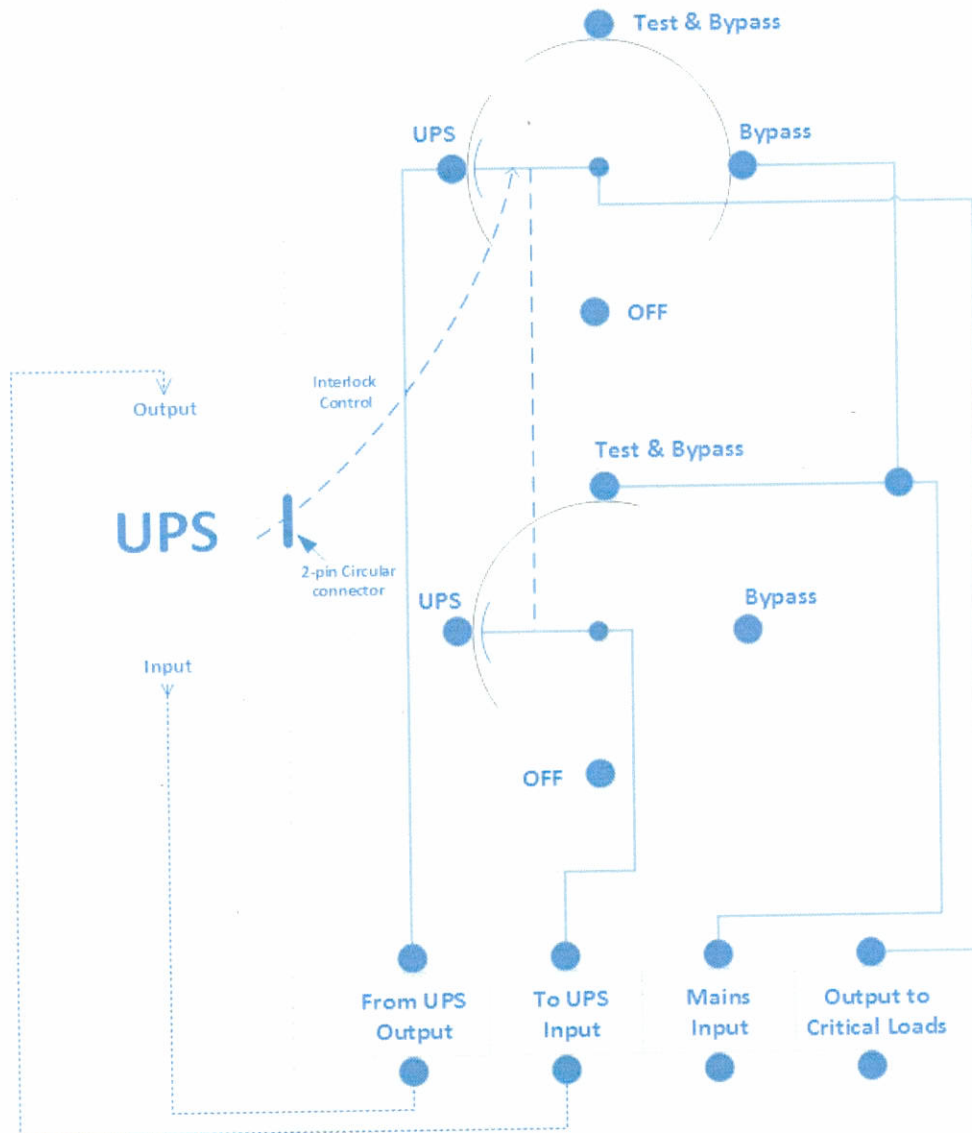 Test & Bypass
UPS
Bypass
OFF
Interlock
Control
Output
Test & Bypass
UPS
2-pin Circular
connector
UPS
Bypass
Input
OFF
From UPS
Output
To UPS
Input
Mains
Input
Output to
Critical Loads